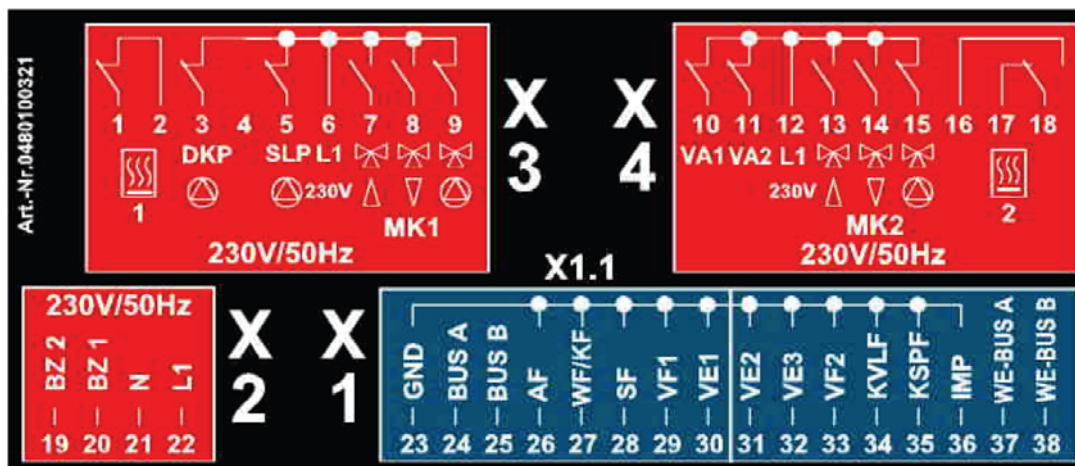 Art.-Nr.0480100321
1 2 3 4 5 6 7 8 9
DKP SLP L1
230V
1
MK1
230V/50Hz
X
3
X
4
10 11 12 13 14 15 16 17 18
VA1 VA2 L1
230V
2
MK2
230V/50Hz
X1.1
230V/50Hz
BZ 2 BZ 1 N L1
19 20 21 22
X
2
X
1
GND BUS A BUS B AF WF/KF SF VF1 VE1 VE2 VE3 VF2 KVLF KSPF IMP WE-BUS A WE-BUS B
23 24 25 26 27 28 29 30 31 32 33 34 35 36 37 38